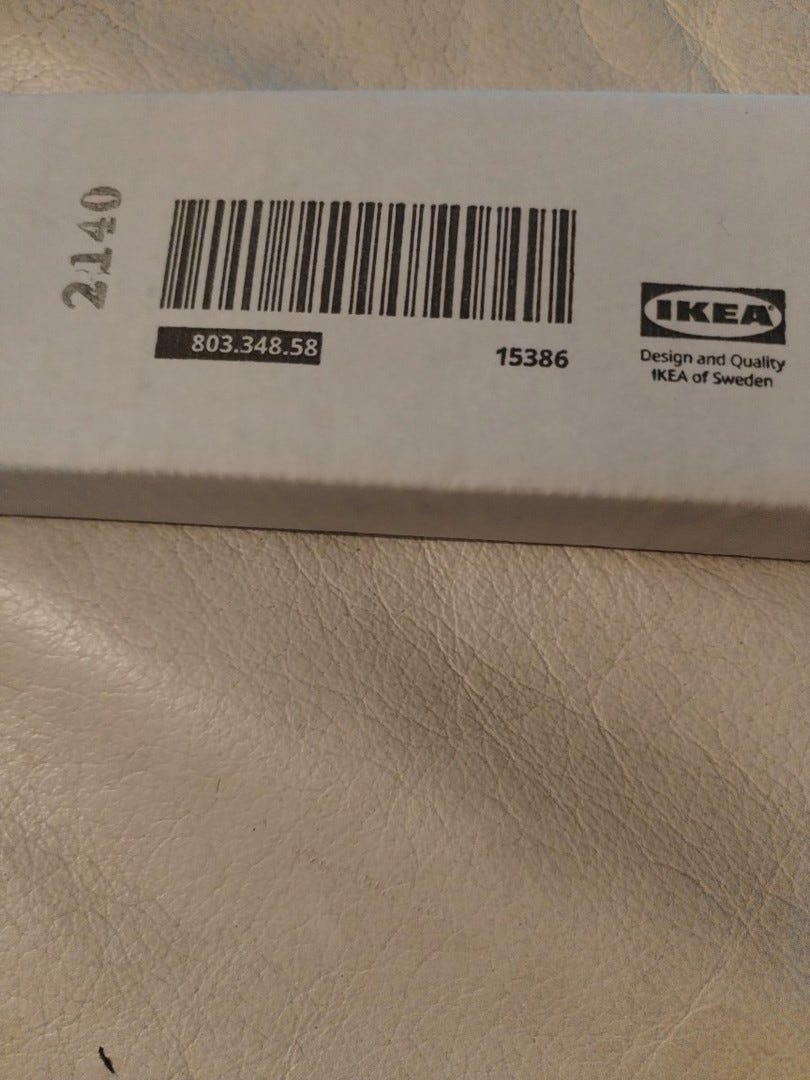 2140
803.348.58
15386
IKEA
Design and Quality
IKEA of Sweden